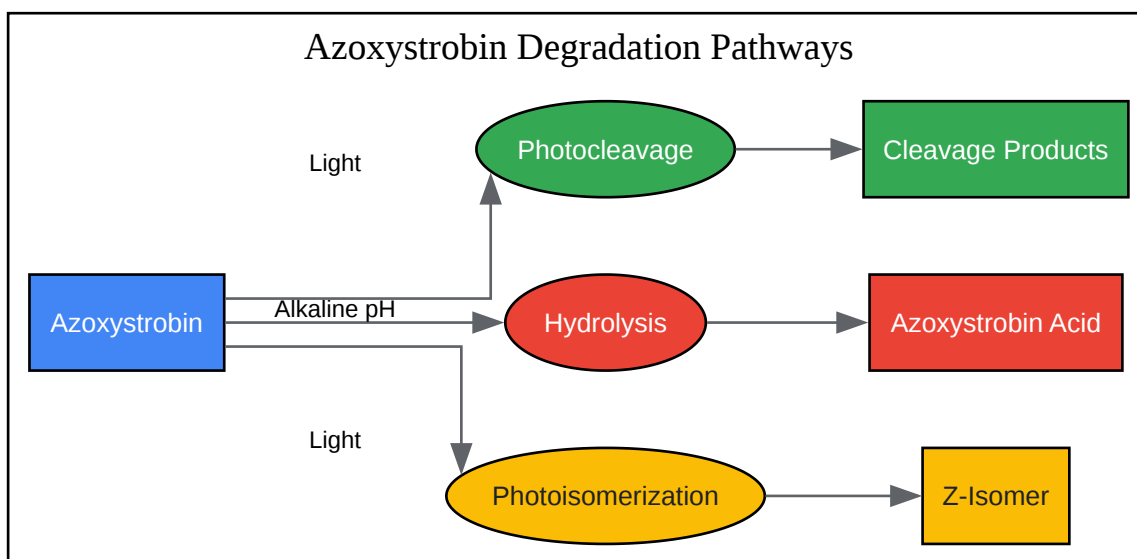 Azoxystrobin Degradation Pathways
Light
Photocleavage
Cleavage Products
Azoxystrobin
Alkaline pH
Hydrolysis
Azoxystrobin Acid
Light
Photoisomerization
Z-Isomer